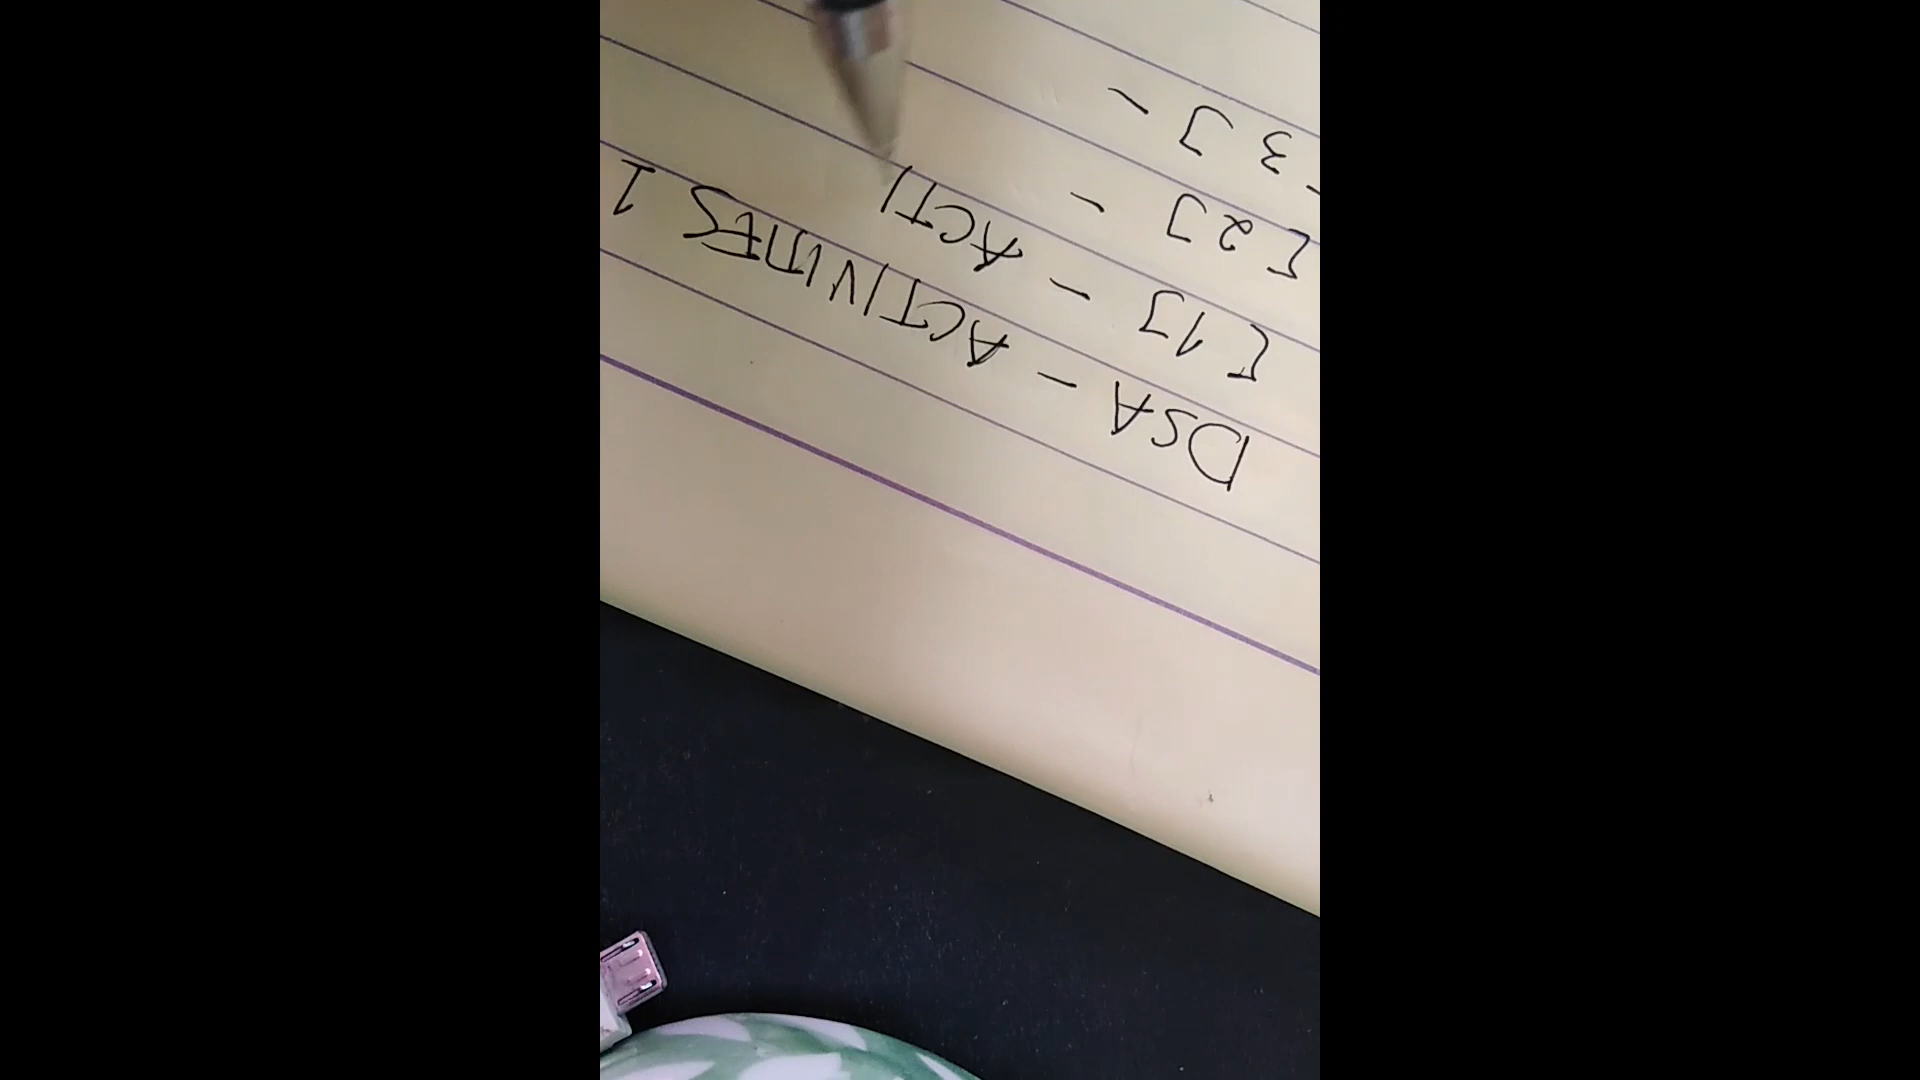 DSA - ACTIVITIES 1
[1] - ACTI
[2] -
[3] -